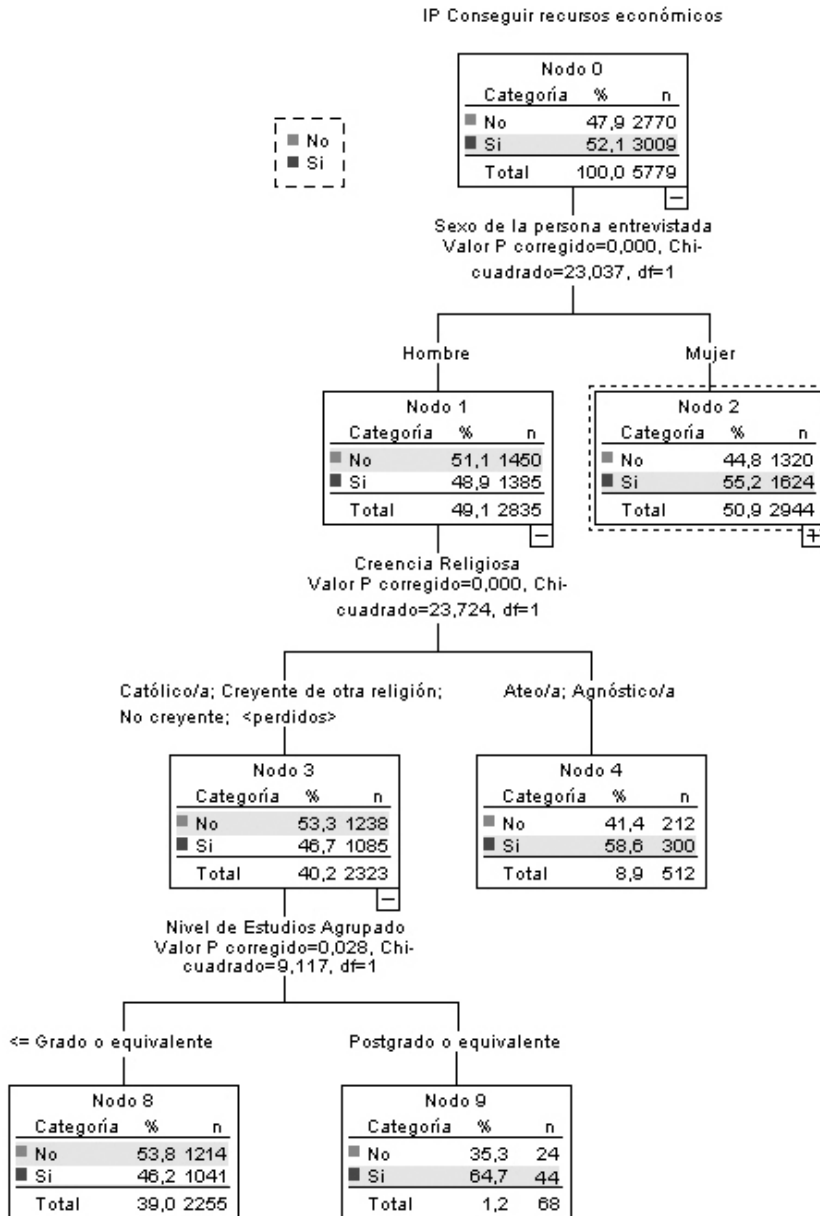 IP Conseguir recursos económicos
No
Si
Nodo 0
Categoría % n
No 47,9 2770
Si 52,1 3009
Total 100,0 5779
Sexo de la persona entrevistada
Valor P corregido=0,000, Chi-
cuadrado=23,037, df=1
Hombre
Mujer
Nodo 1
Categoría % n
No 51,1 1450
Si 48,9 1385
Total 49,1 2835
Nodo 2
Categoría % n
No 44,8 1320
Si 55,2 1624
Total 50,9 2944
Creencia Religiosa
Valor P corregido=0,000, Chi-
cuadrado=23,724, df=1
Católico/a; Creyente de otra religión;
No creyente; <perdidos>
Ateo/a; Agnóstico/a
Nodo 3
Categoría % n
No 53,3 1238
Si 46,7 1085
Total 40,2 2323
Nodo 4
Categoría % n
No 41,4 212
Si 58,6 300
Total 8,9 512
Nivel de Estudios Agrupado
Valor P corregido=0,028, Chi-
cuadrado=9,117, df=1
<= Grado o equivalente
Postgrado o equivalente
Nodo 8
Categoría % n
No 53,8 1214
Si 46,2 1041
Total 39,0 2255
Nodo 9
Categoría % n
No 35,3 24
Si 64,7 44
Total 1,2 68